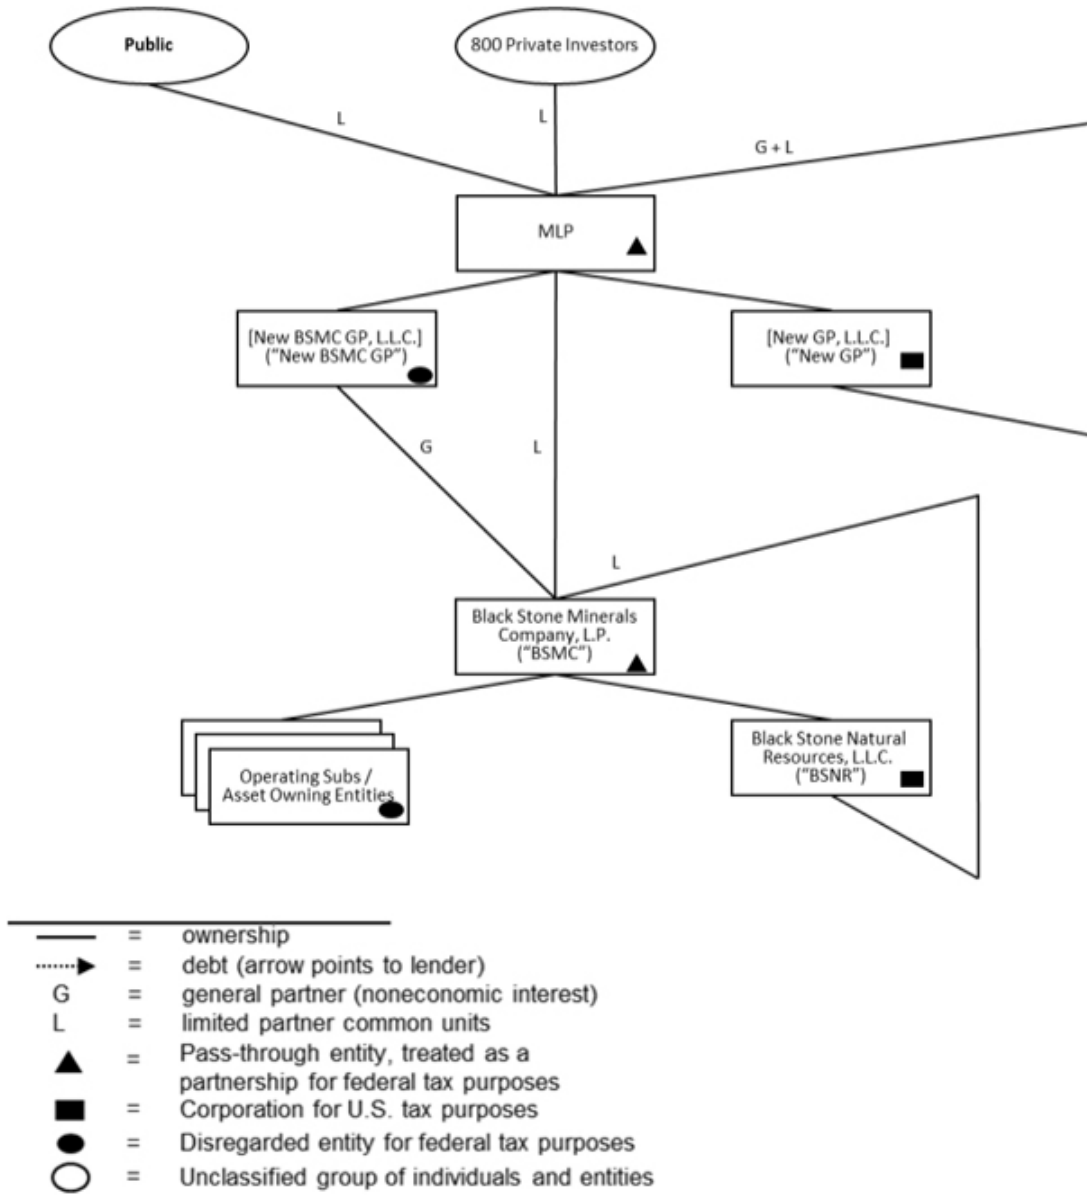 Public
800 Private Investors
L
L
G + L
MLP
[New BSMC GP, L.L.C.]
("New BSMC GP")
[New GP, L.L.C.]
("New GP")
G
L
L
Black Stone Minerals
Company, L.P.
("BSMC")
Operating Subs /
Asset Owning Entities
Black Stone Natural
Resources, L.L.C.
("BSNR")
= ownership
= debt (arrow points to lender)
G = general partner (noneconomic interest)
L = limited partner common units
= Pass-through entity, treated as a
partnership for federal tax purposes
= Corporation for U.S. tax purposes
= Disregarded entity for federal tax purposes
= Unclassified group of individuals and entities